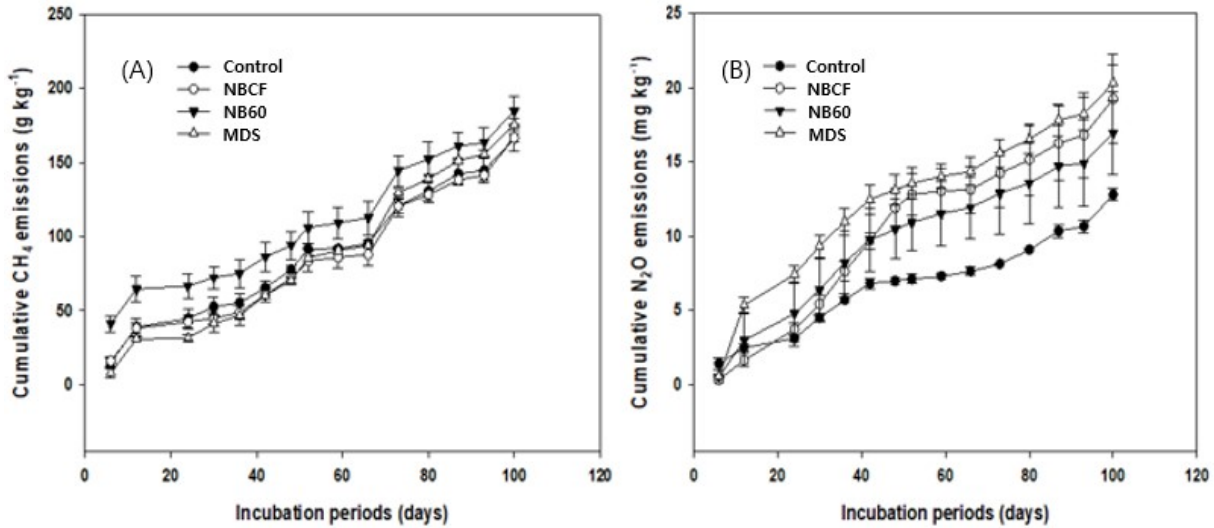 (A)
Control
NBCF
NB60
MDS
Cumulative CH₄ emissions (g kg⁻¹)
250
200
150
100
50
0
0 20 40 60 80 100 120
Incubation periods (days)
(B)
Control
NBCF
NB60
MDS
Cumulative N₂O emissions (mg kg⁻¹)
25
20
15
10
5
0
0 20 40 60 80 100 120
Incubation periods (days)